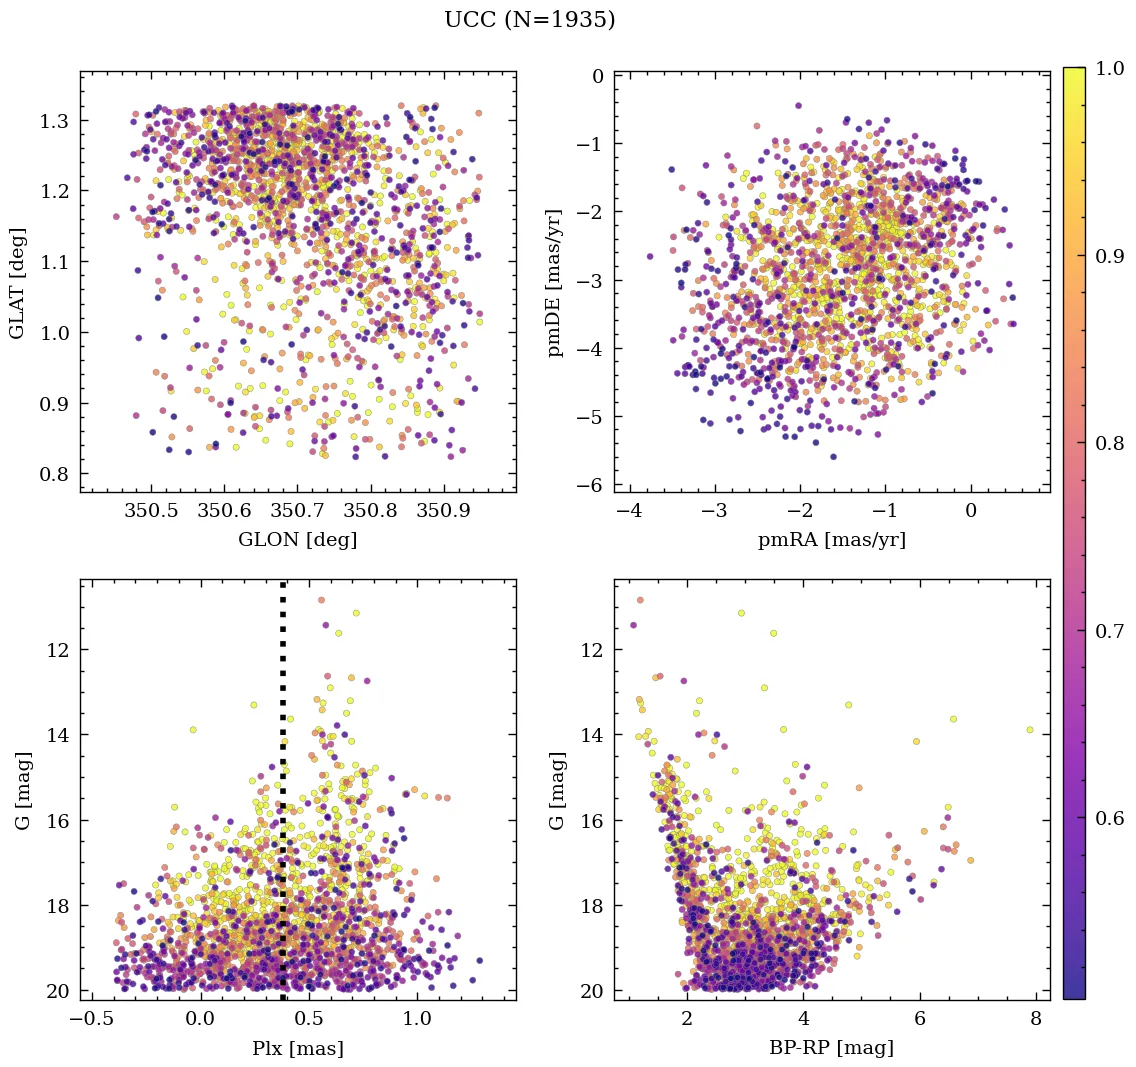 UCC (N=1935)
1.3
1.2
1.1
1.0
0.9
0.8
GLAT [deg]
350.5 350.6 350.7 350.8 350.9
GLON [deg]
0
−1
−2
−3
−4
−5
−6
pmDE [mas/yr]
−4 −3 −2 −1 0
pmRA [mas/yr]
1.0
0.9
0.8
0.7
0.6
12
14
16
18
20
G [mag]
−0.5 0.0 0.5 1.0
Plx [mas]
12
14
16
18
20
G [mag]
2 4 6 8
BP-RP [mag]